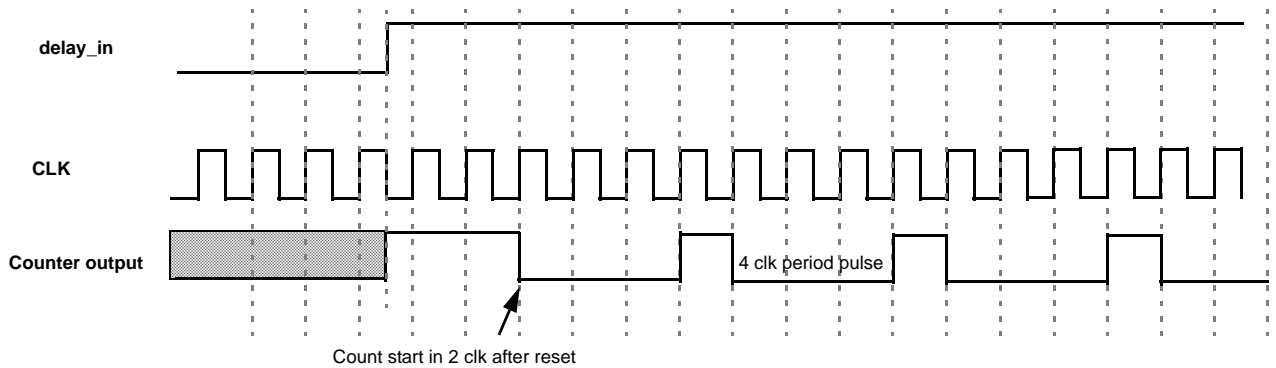 delay_in
CLK
Counter output
4 clk period pulse
Count start in 2 clk after reset